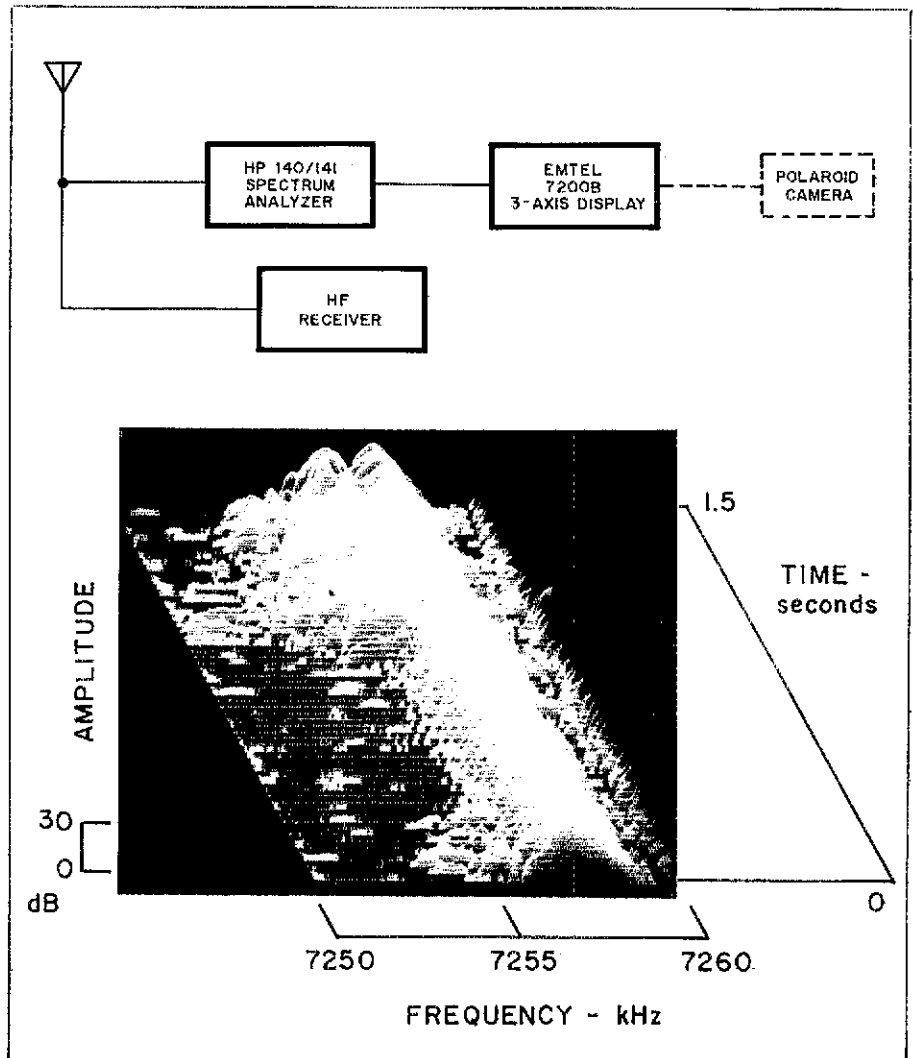 HP 140/141
SPECTRUM
ANALYZER
EMTEL
7200B
3-AXIS DISPLAY
POLAROID
CAMERA
HF
RECEIVER
1.5
TIME -
seconds
AMPLITUDE
30
0
dB
0
7250
7255
7260
FREQUENCY - kHz